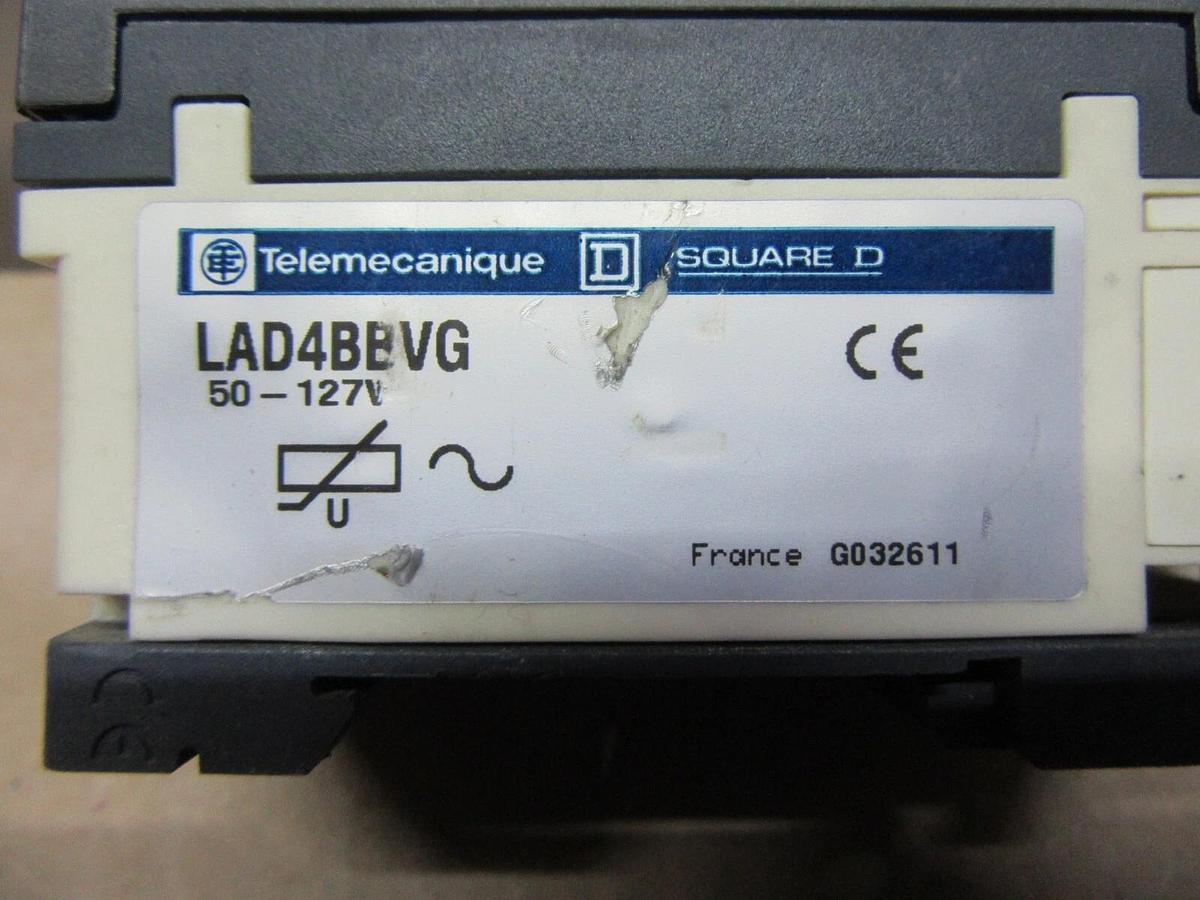 Telemecanique D SQUARE D
LAD4BBVG
50-127V
CE
U
France G032611